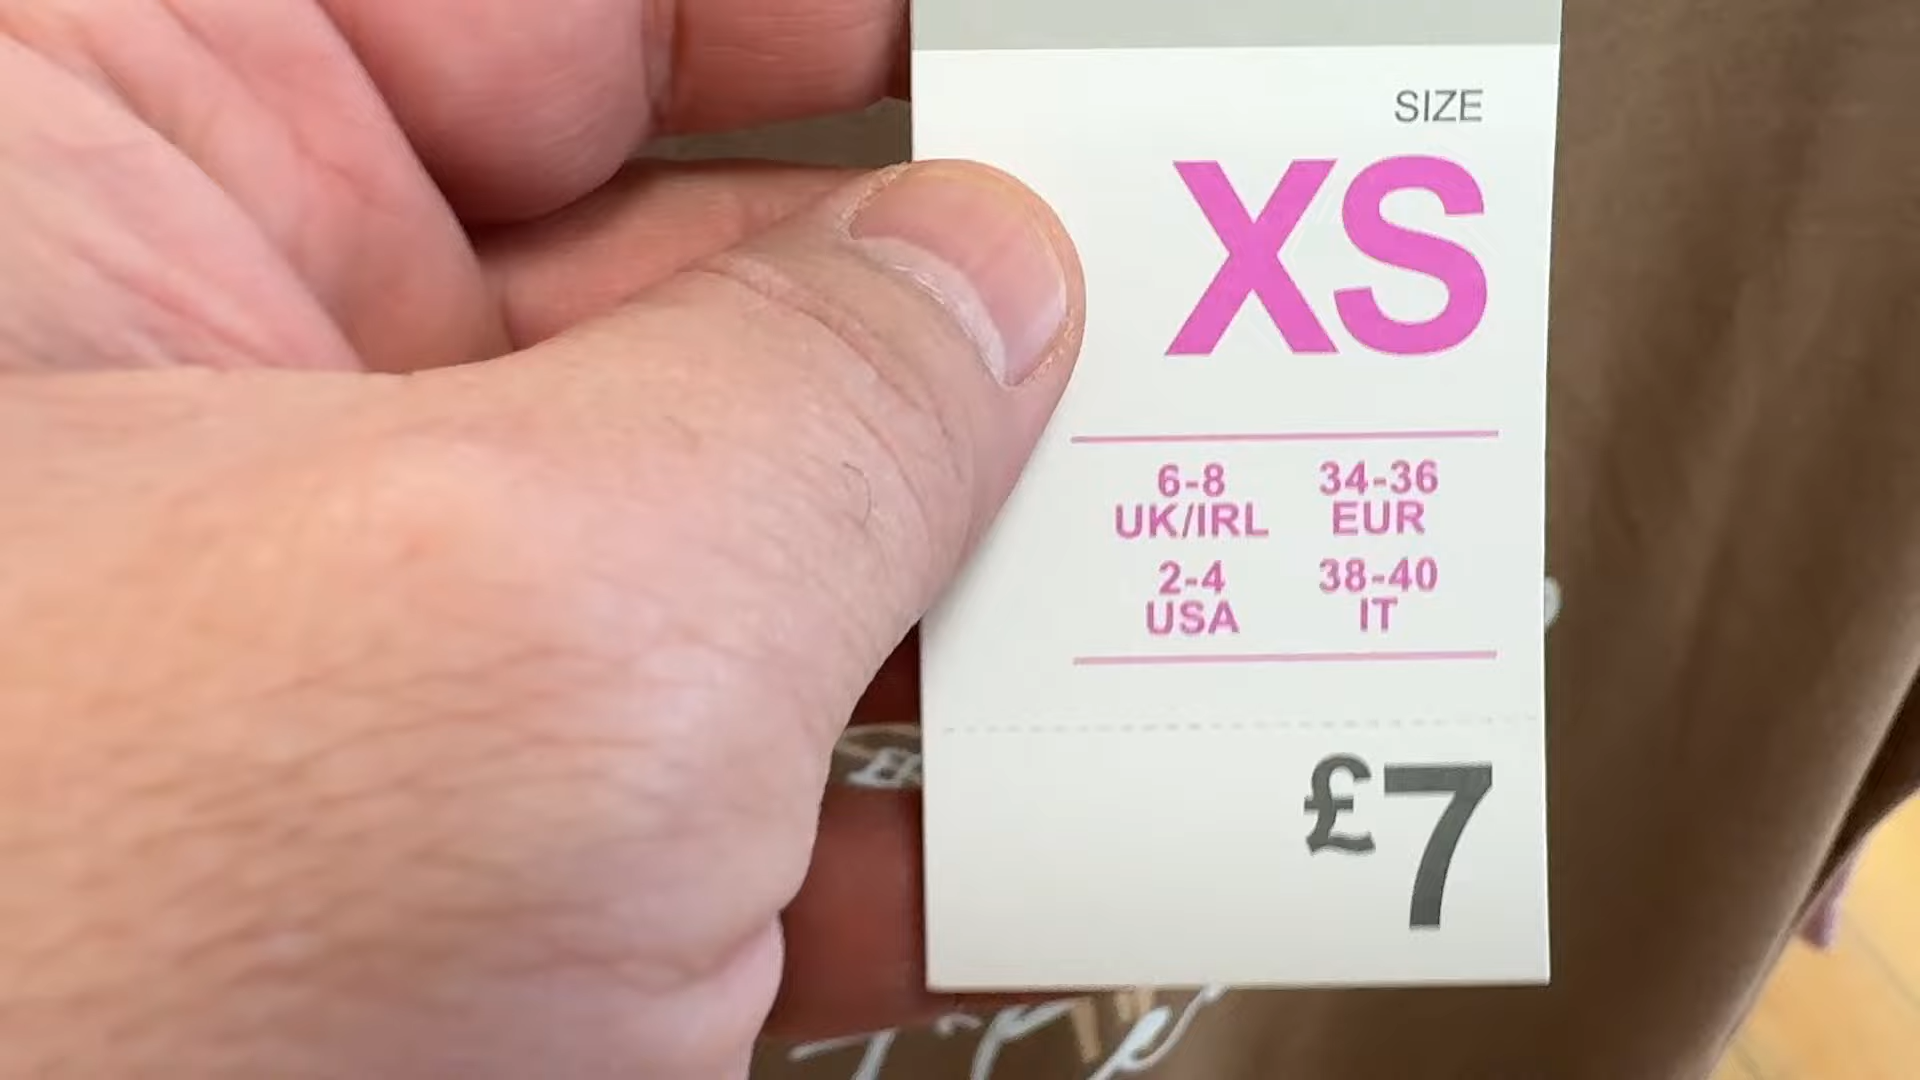 SIZE
XS
6-8 34-36
UK/IRL EUR
2-4 38-40
USA IT
£7